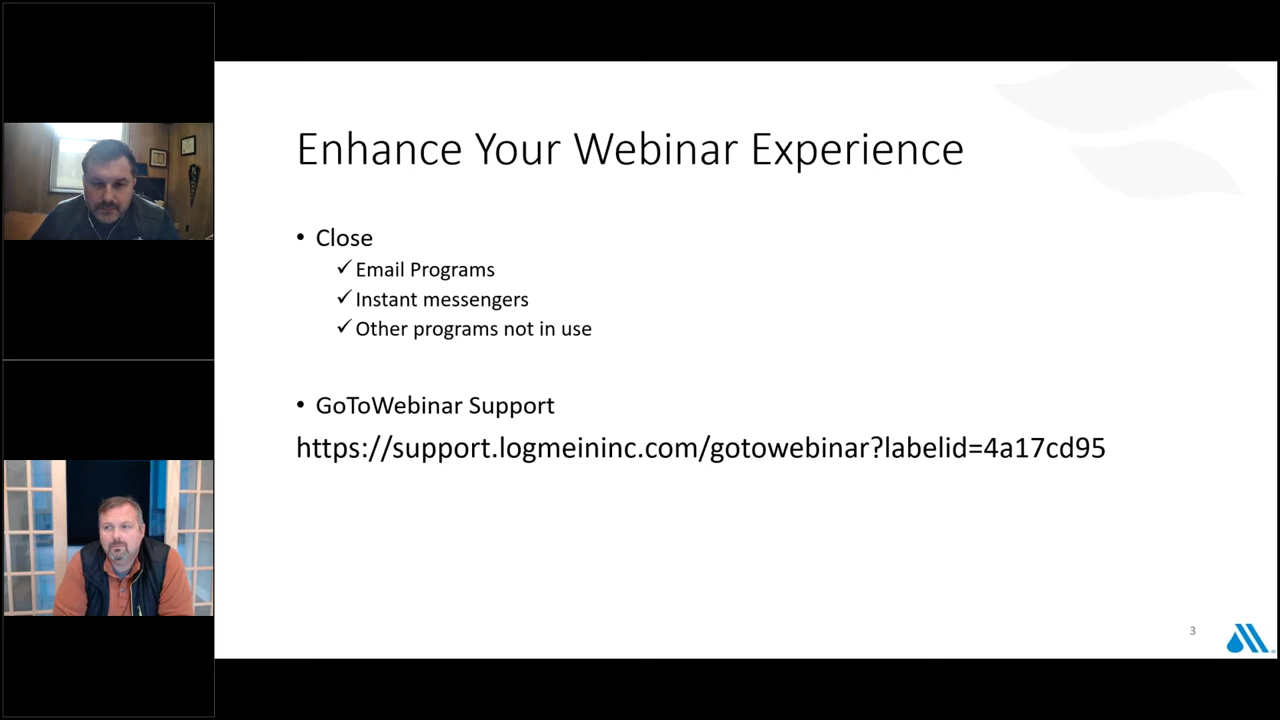 Enhance Your Webinar Experience
• Close
✓ Email Programs
✓ Instant messengers
✓ Other programs not in use
• GoToWebinar Support
https://support.logmeininc.com/gotowebinar?labelid=4a17cd95
3